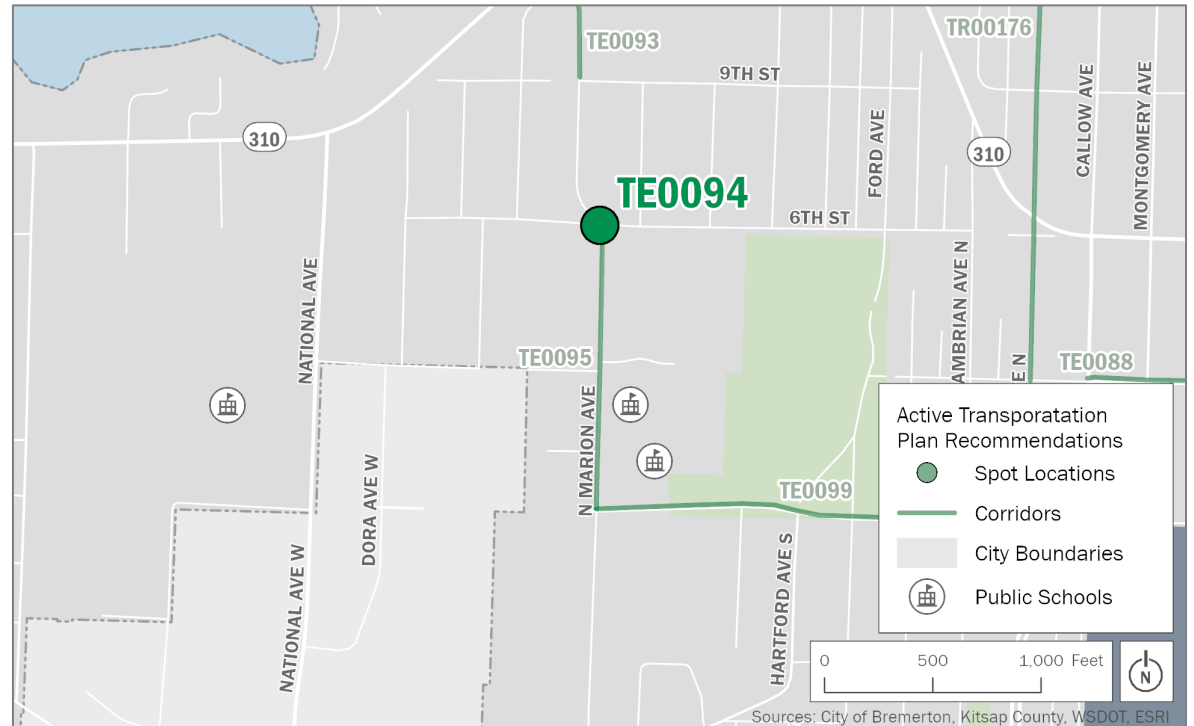 TE0093
TR00176
9TH ST
310
310
CALLOW AVE
MONTGOMERY AVE
FORD AVE
TE0094
6TH ST
NATIONAL AVE
AMBRIAN AVE N
E N
TE0095
TE0088
N MARION AVE
DORA AVE W
TE0099
HARTFORD AVE S
NATIONAL AVE W
Active Transporatation
Plan Recommendations
Spot Locations
Corridors
City Boundaries
Public Schools
0 500 1,000 Feet
N
Sources: City of Bremerton, Kitsap County, WSDOT, ESRI